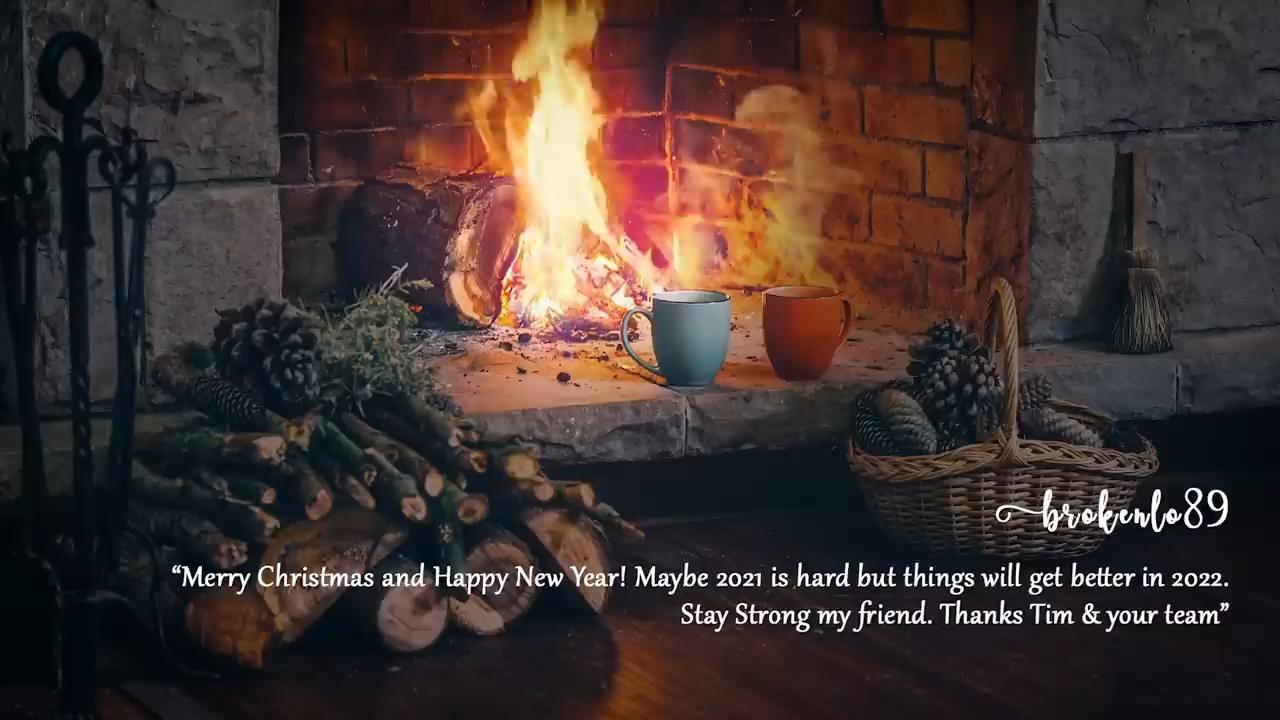 brokenlo89
“Merry Christmas and Happy New Year! Maybe 2021 is hard but things will get better in 2022.
Stay Strong my friend. Thanks Tim & your team”